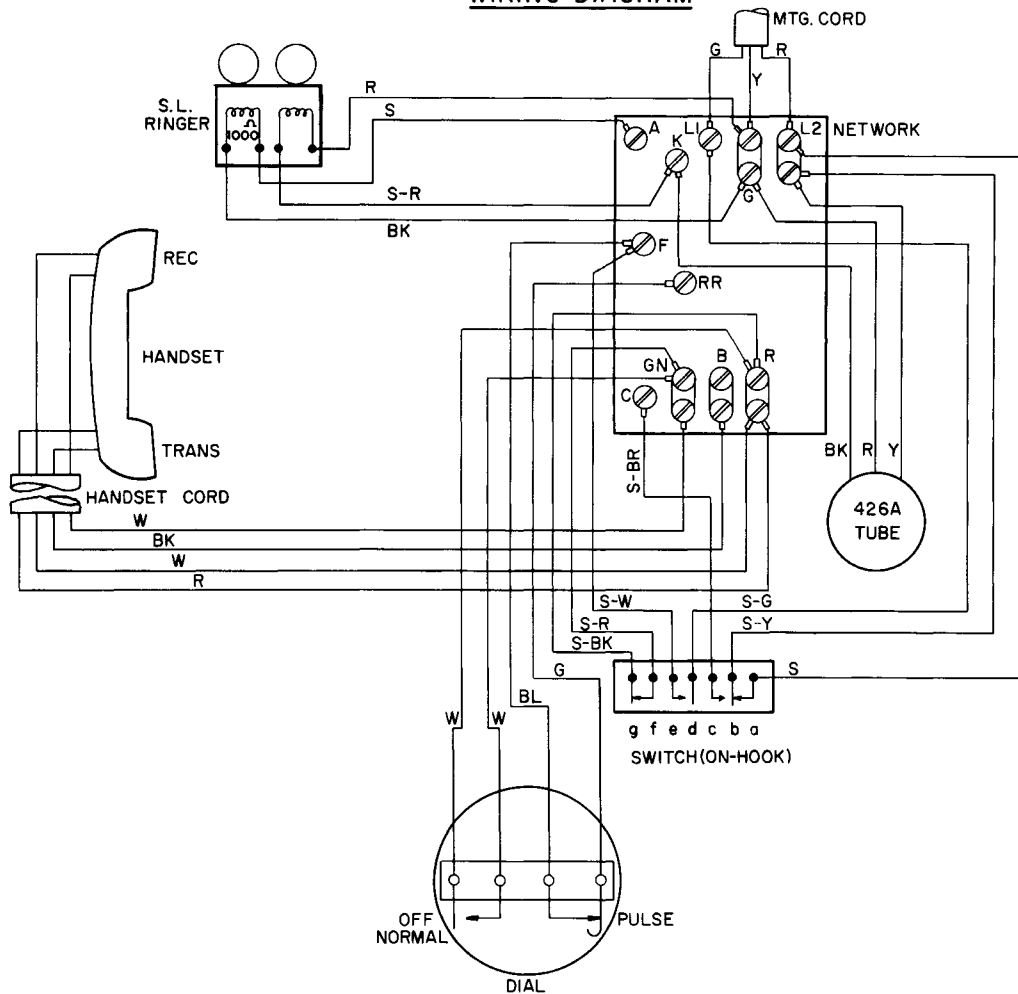 WIRING DIAGRAM
MTG. CORD
G
Y
R
S.L.
RINGER
1000
Ω
R
S
S-R
BK
A
K
L1
G
L2
NETWORK
F
RR
GN
B
R
C
REC
HANDSET
TRANS
HANDSET CORD
W
BK
W
R
S-BR
BK
R
Y
426A
TUBE
S-W
S-R
S-BK
S-G
S-Y
S
G
BL
W
W
g f e d c b a
SWITCH (ON-HOOK)
OFF
NORMAL
PULSE
DIAL